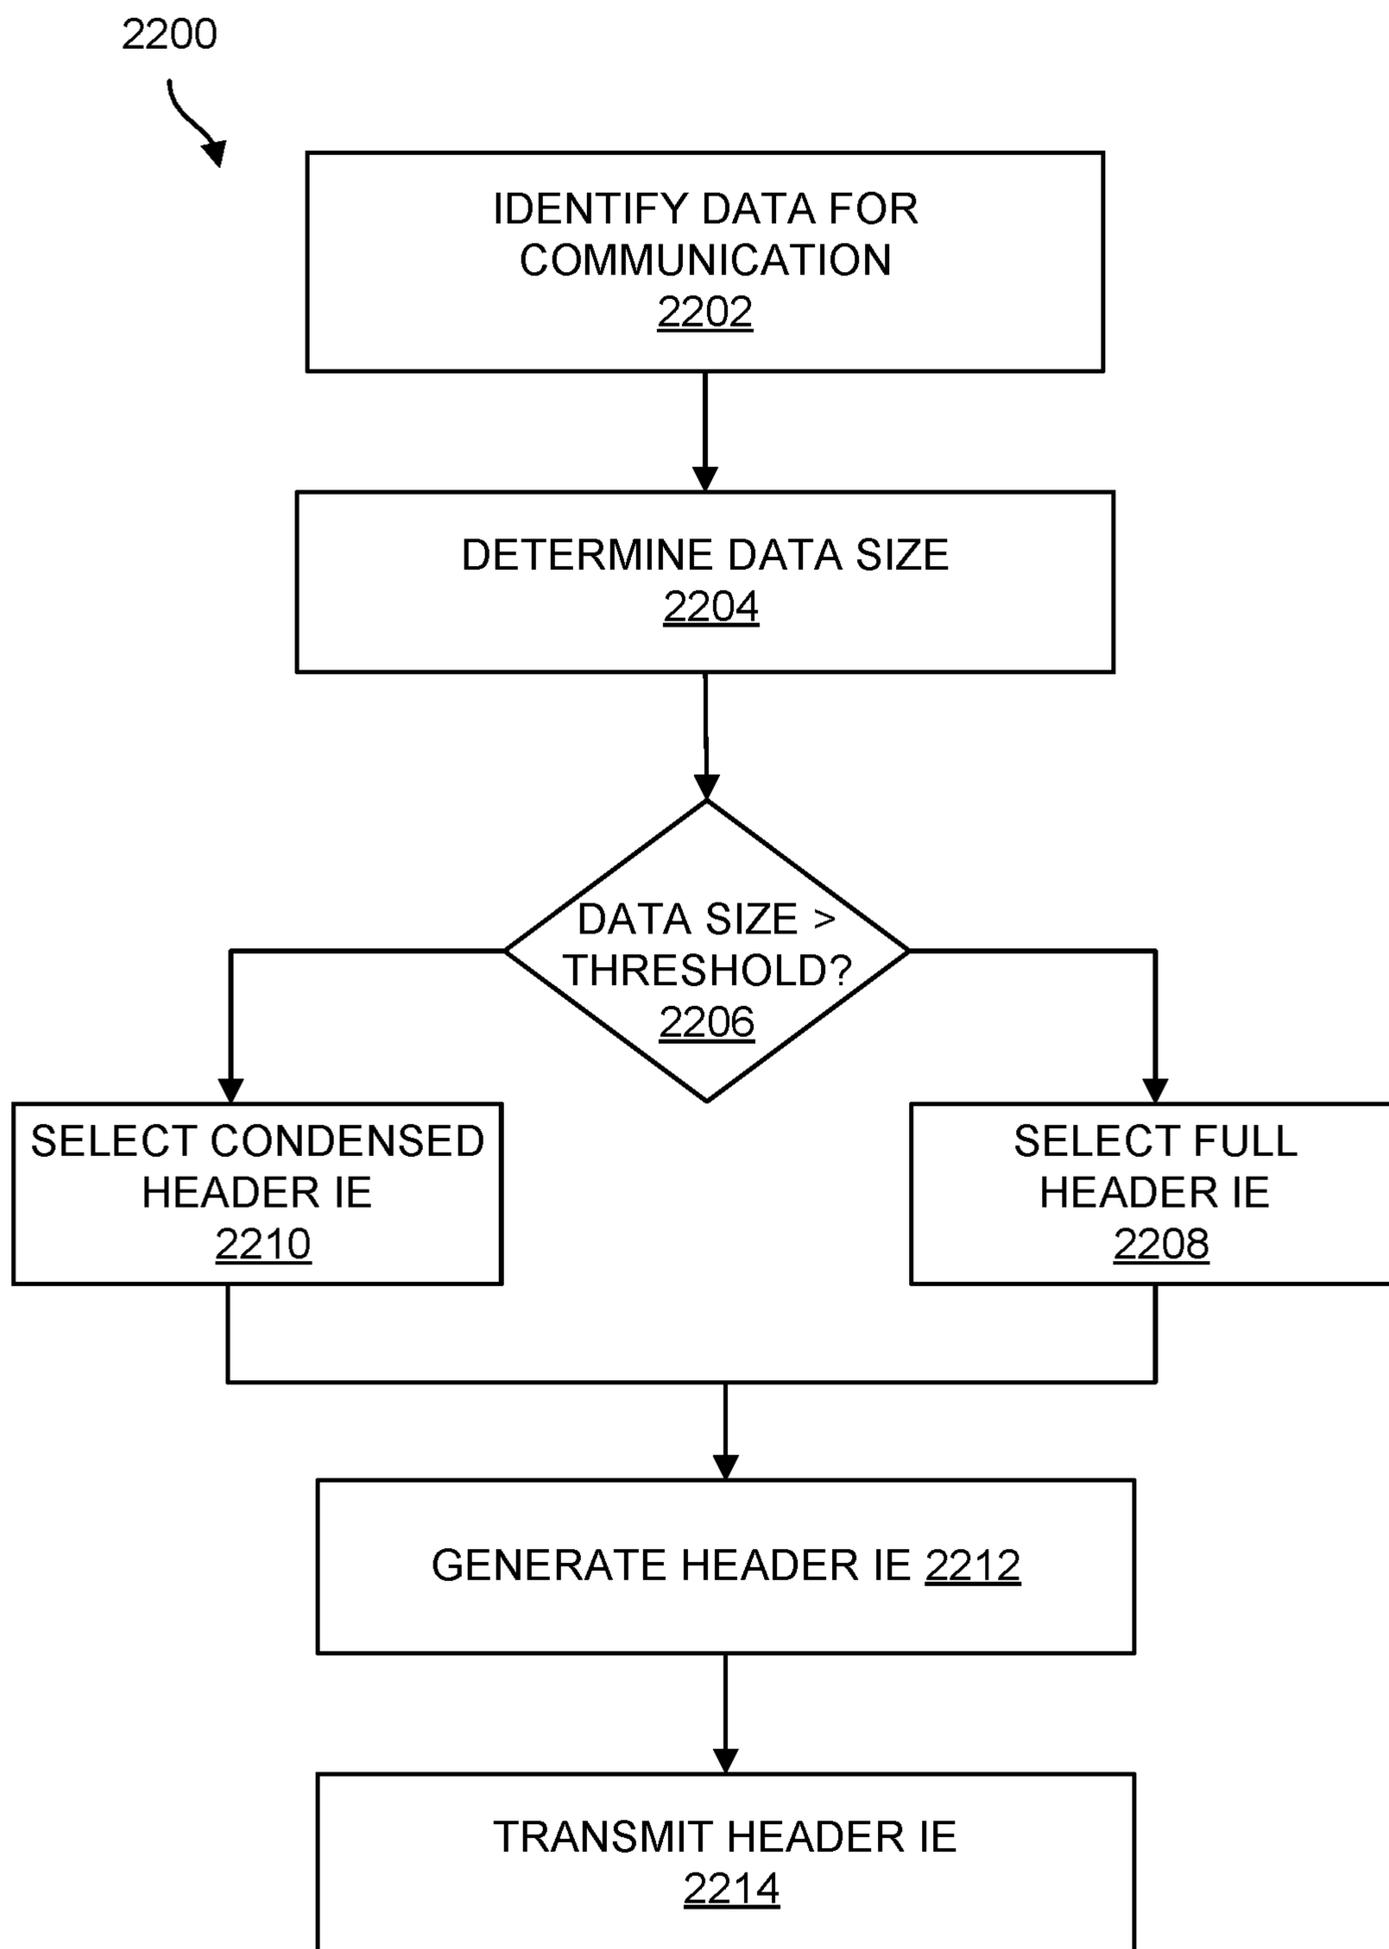 2200
IDENTIFY DATA FOR
COMMUNICATION
2202
DETERMINE DATA SIZE
2204
DATA SIZE >
THRESHOLD?
2206
SELECT CONDENSED
HEADER IE
2210
SELECT FULL
HEADER IE
2208
GENERATE HEADER IE 2212
TRANSMIT HEADER IE
2214